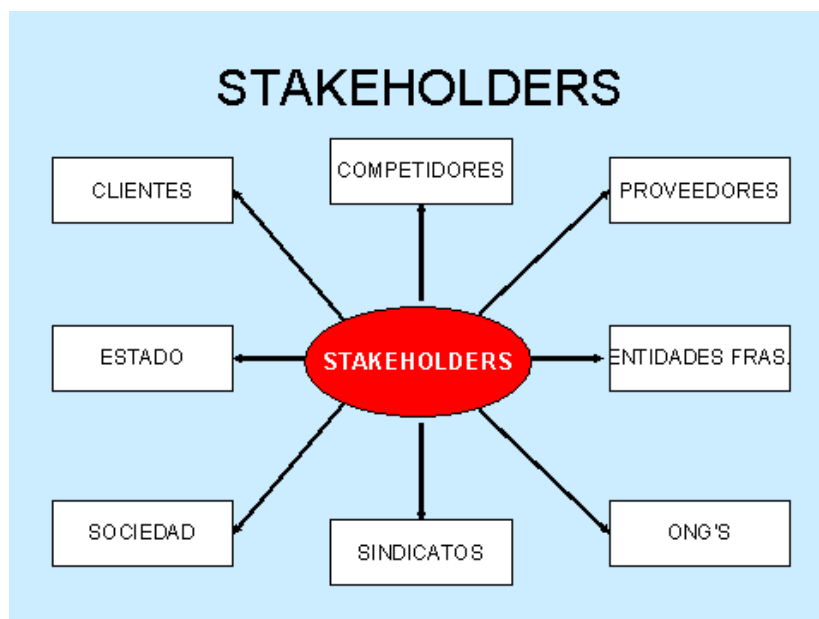 STAKEHOLDERS
CLIENTES
COMPETIDORES
PROVEEDORES
ESTADO
STAKEHOLDERS
ENTIDADES FRAS.
SOCIEDAD
SINDICATOS
ONG'S